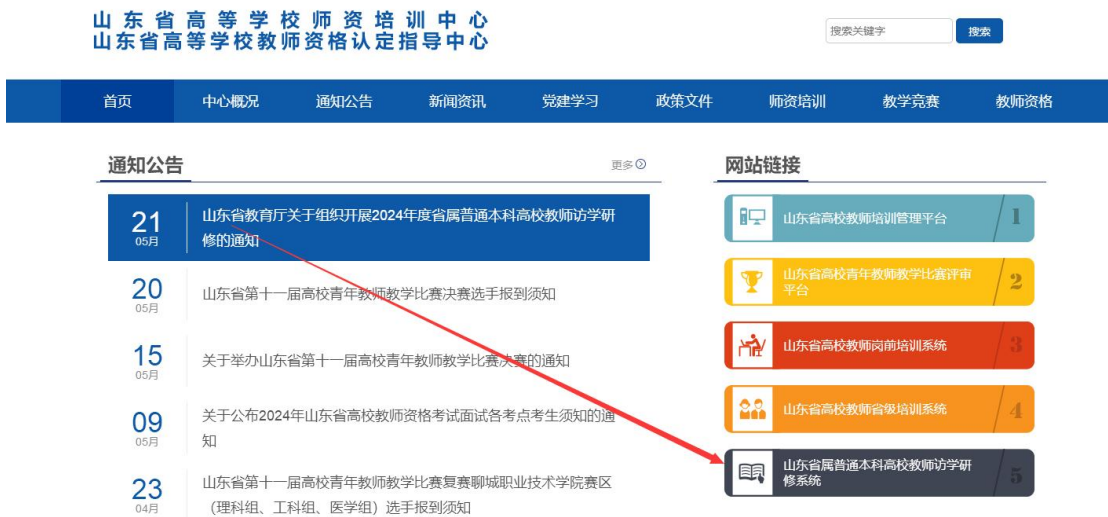 山东省高等学校师资培训中心
山东省高等学校教师资格认定指导中心
搜索关键字
搜索
首页
中心概况
通知公告
新闻资讯
党建学习
政策文件
师资培训
教学竞赛
教师资格
通知公告
更多
21
05月
山东省教育厅关于组织开展2024年度省属普通本科高校教师访学研
修的通知
20
05月
山东省第十一届高校青年教师教学比赛决赛选手报到须知
15
05月
关于举办山东省第十一届高校青年教师教学比赛决赛的通知
09
05月
关于公布2024年山东省高校教师资格考试面试各考点考生须知的通
知
23
04月
山东省第十一届高校青年教师教学比赛复赛聊城职业技术学院赛区
（理科组、工科组、医学组）选手报到须知
网站链接
山东省高校教师培训管理平台
1
山东省高校青年教师教学比赛评审
平台
2
山东省高校教师岗前培训系统
3
山东省高校教师省级培训系统
4
山东省属普通本科高校教师访学研
修系统
5